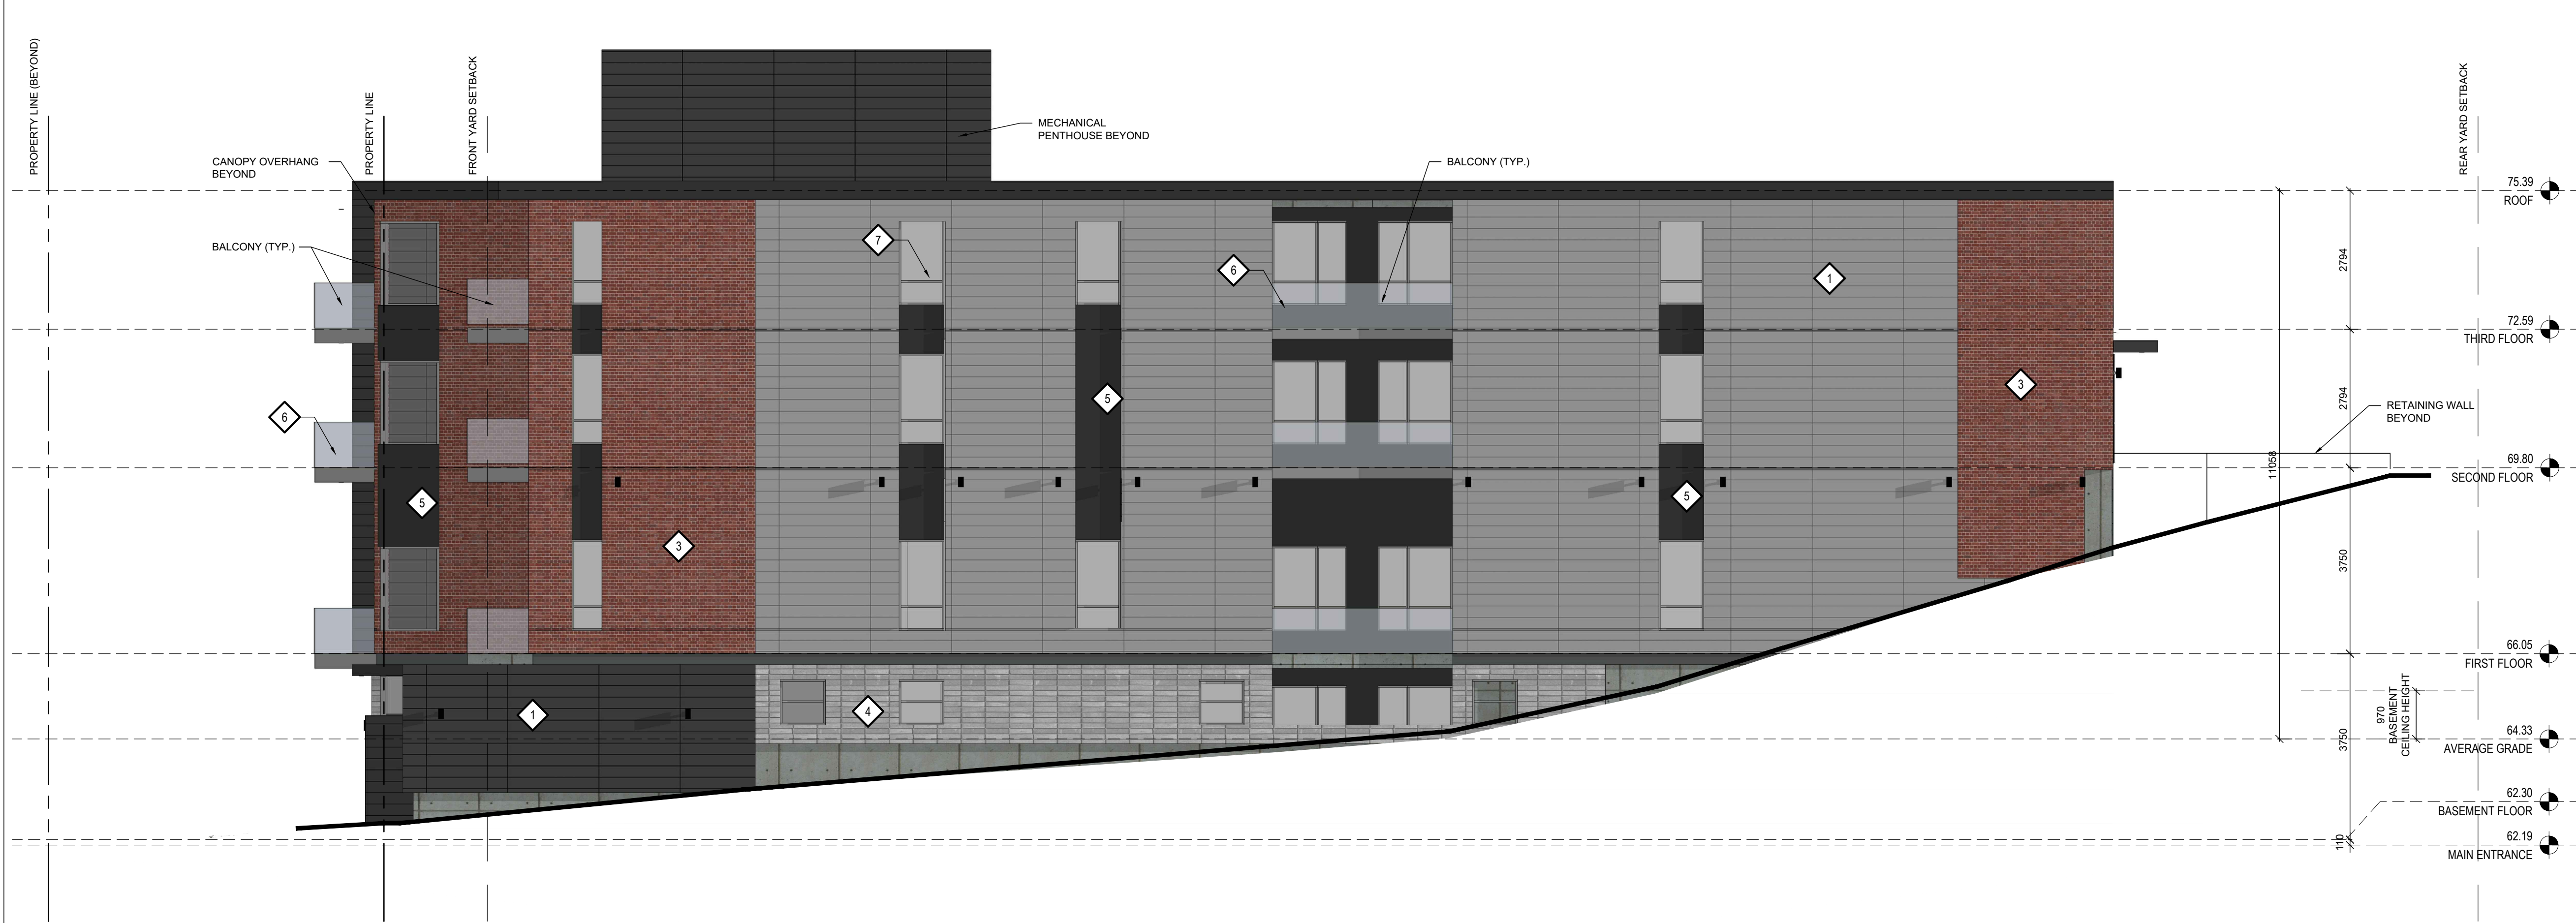 PROPERTY LINE (BEYOND)
PROPERTY LINE
FRONT YARD SETBACK
REAR YARD SETBACK
MECHANICAL
PENTHOUSE BEYOND
CANOPY OVERHANG
BEYOND
BALCONY (TYP.)
BALCONY (TYP.)
75.39
ROOF
7
6
1
2794
72.59
THIRD FLOOR
3
5
6
2794
RETAINING WALL
BEYOND
11058
69.80
SECOND FLOOR
5
5
3
3750
66.05
FIRST FLOOR
1
4
970
BASEMENT
CEILING HEIGHT
3750
64.33
AVERAGE GRADE
62.30
BASEMENT FLOOR
110
62.19
MAIN ENTRANCE